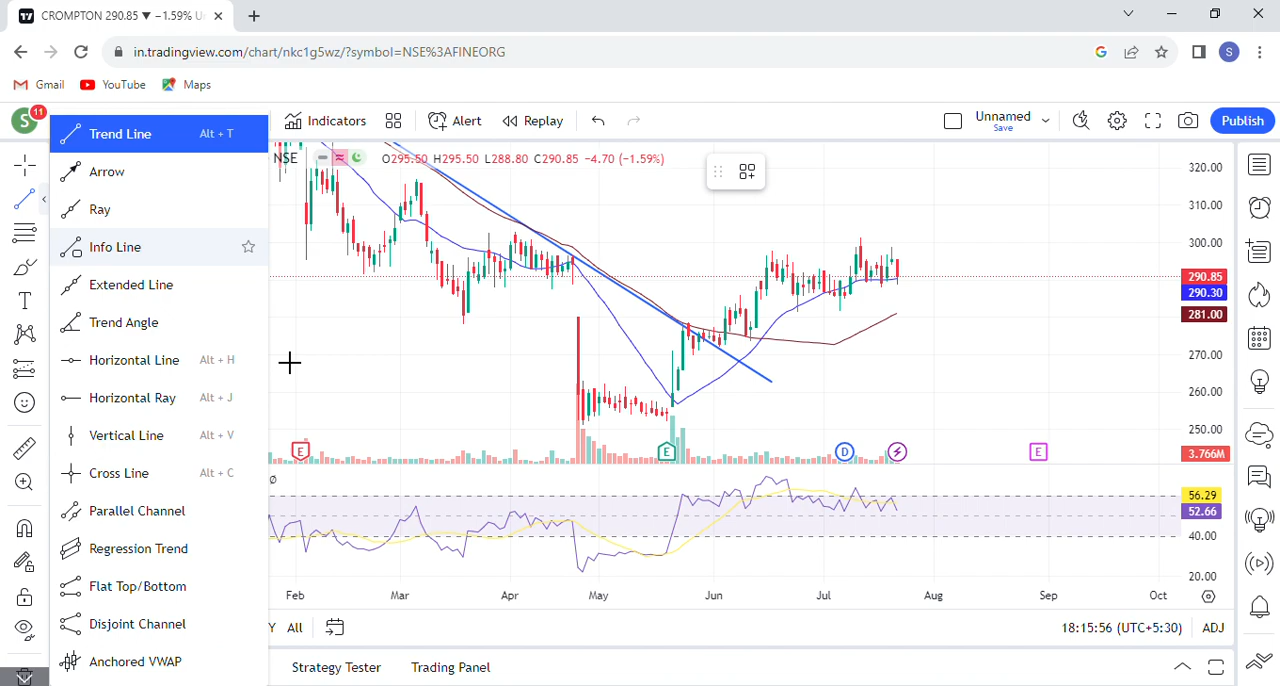 CROMPTON 290.85 ▼ −1.59% U
in.tradingview.com/chart/nkc1g5wz/?symbol=NSE%3AFINEORG
S
Gmail YouTube Maps
S 11
Indicators Alert Replay Unnamed Save Publish
NSE O295.50 H295.50 L288.80 C290.85 −4.70 (−1.59%)
Trend Line Alt + T
Arrow
Ray
Info Line
Extended Line
Trend Angle
Horizontal Line Alt + H
Horizontal Ray Alt + J
Vertical Line Alt + V
Cross Line Alt + C
Parallel Channel
Regression Trend
Flat Top/Bottom
Disjoint Channel
Anchored VWAP
320.00
310.00
300.00
290.85
290.30
281.00
270.00
260.00
250.00
3.766M
E E D E
56.29
52.66
40.00
20.00
Feb Mar Apr May Jun Jul Aug Sep Oct
Y All 18:15:56 (UTC+5:30) ADJ
Strategy Tester Trading Panel